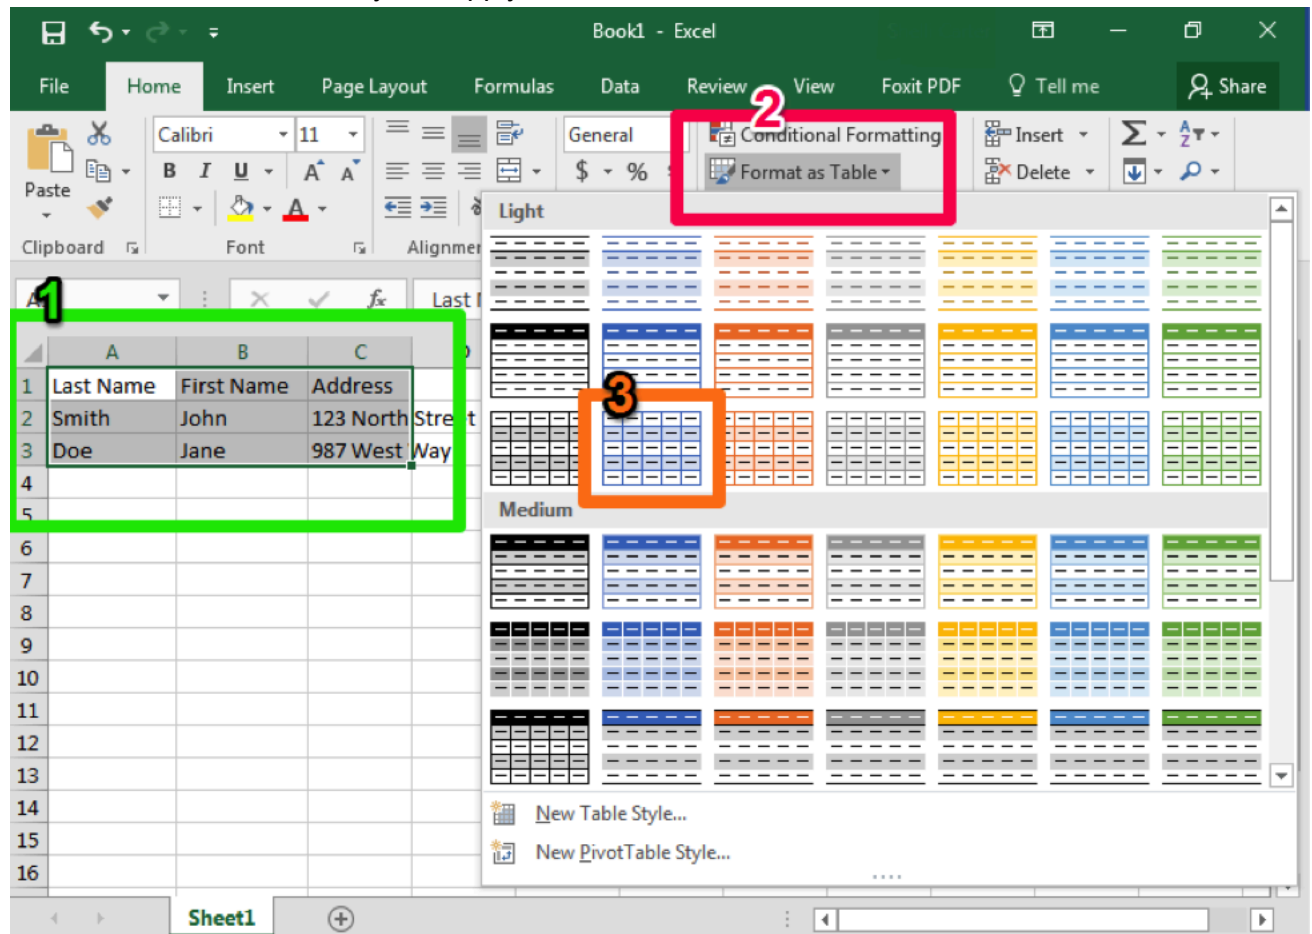 Book1 - Excel
File Home Insert Page Layout Formulas Data Review View Foxit PDF Tell me Share
2
Calibri 11 General Conditional Formatting Insert Σ A Z
Paste B I U A A $ % Format as Table Delete
A
Clipboard Font
Light
1
fx
A B C
1 Last Name First Name Address
2 Smith John 123 North Street
3 Doe Jane 987 West Way
4
5
6
7
8
9
10
11
12
13
14
15
16
3
Medium
New Table Style...
New PivotTable Style...
Sheet1